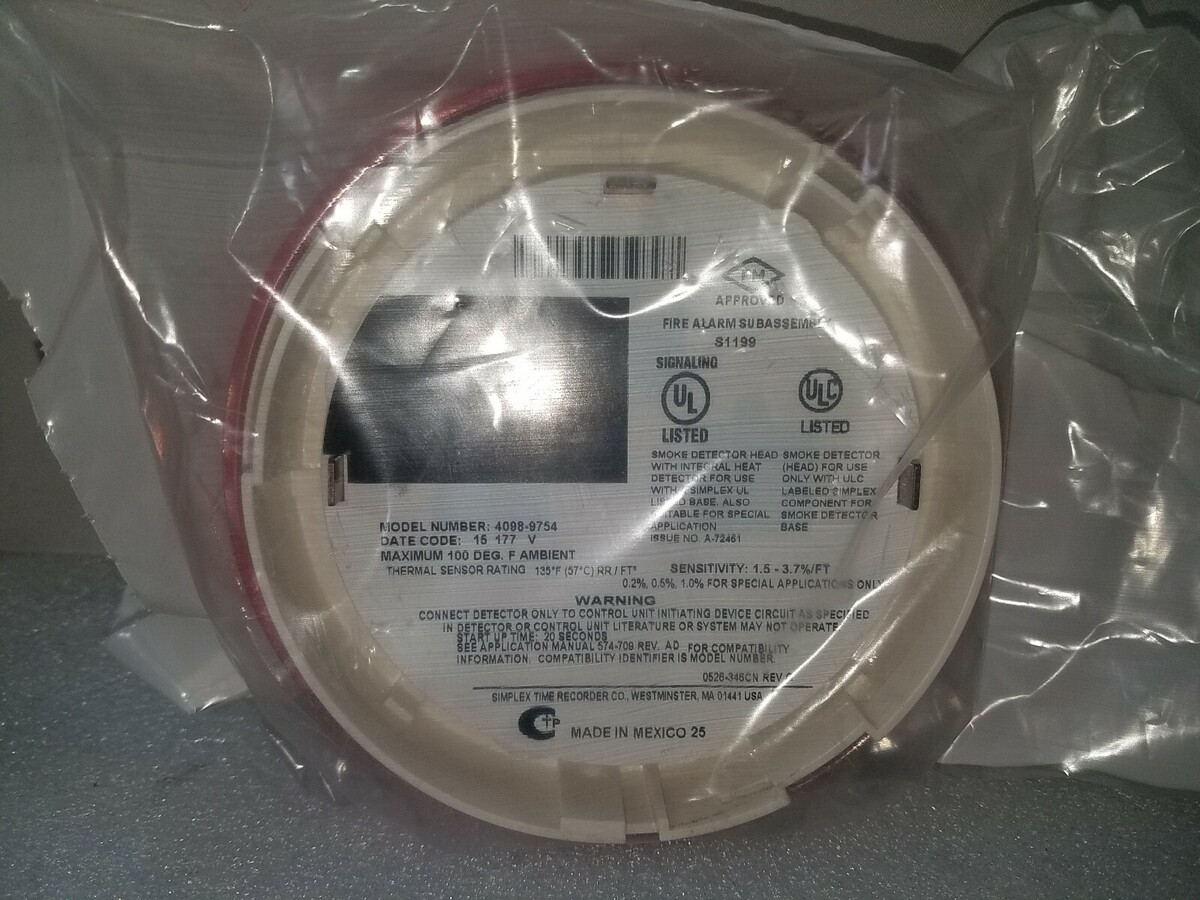 FM
APPROVED
FIRE ALARM SUBASSEMBLY
S1199
SIGNALING
UL
LISTED
ULC
LISTED
SMOKE DETECTOR HEAD
WITH INTEGRAL HEAT
DETECTOR FOR USE
WITH A SIMPLEX UL
LISTED BASE. ALSO
SUITABLE FOR SPECIAL
APPLICATION
ISSUE NO. A-72461
SMOKE DETECTOR
(HEAD) FOR USE
ONLY WITH ULC
LABELED SIMPLEX
COMPONENT FOR
SMOKE DETECTOR
BASE
MODEL NUMBER: 4098-9754
DATE CODE: 15 177 V
MAXIMUM 100 DEG. F AMBIENT
THERMAL SENSOR RATING 135°F (57°C) RR / FT*
SENSITIVITY: 1.5 - 3.7%/FT
0.2%, 0.5%, 1.0% FOR SPECIAL APPLICATIONS ONLY
WARNING
CONNECT DETECTOR ONLY TO CONTROL UNIT INITIATING DEVICE CIRCUIT AS SPECIFIED
IN DETECTOR OR CONTROL UNIT LITERATURE OR SYSTEM MAY NOT OPERATE
START UP TIME: 20 SECONDS
SEE APPLICATION MANUAL 574-709 REV. AD FOR COMPATIBILITY
INFORMATION. COMPATIBILITY IDENTIFIER IS MODEL NUMBER.
0526-346CN REV
SIMPLEX TIME RECORDER CO., WESTMINSTER, MA 01441 USA
CTP
MADE IN MEXICO 25